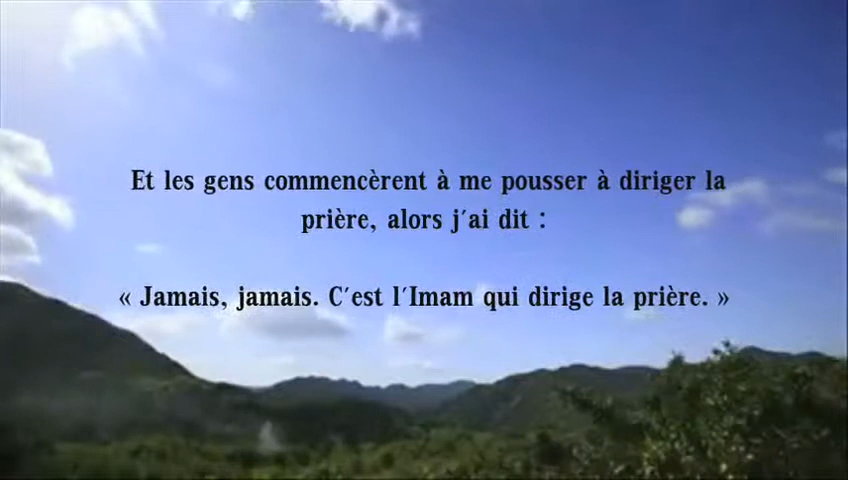 Et les gens commencèrent à me pousser à diriger la
prière, alors j'ai dit :
« Jamais, jamais. C'est l'Imam qui dirige la prière. »